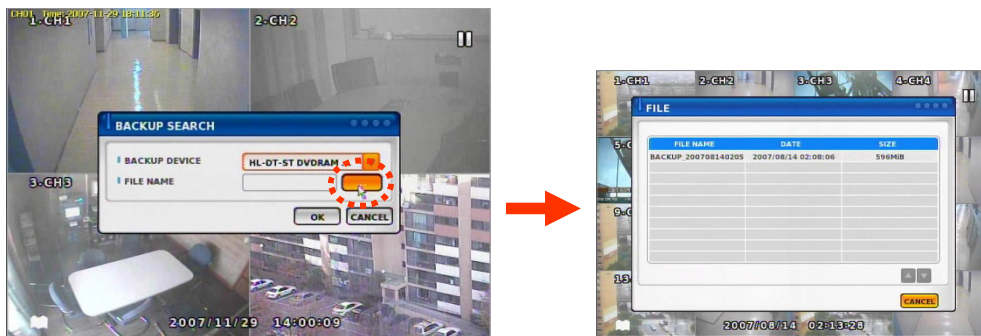 CH01 Time:2007-11-29 18:11:36
1-CH1
2-CH2
BACKUP SEARCH
BACKUP DEVICE
HL-DT-ST DVDRAM
FILE NAME
3-CH3
OK
CANCEL
2007/11/29 14:00:09
1-CH1
2-CH2
3-CH3
4-CH4
FILE
FILE NAME DATE SIZE
BACKUP_200708140205 2007/08/14 02:08:06 596MiB
CANCEL
2007/08/14 02:13:28